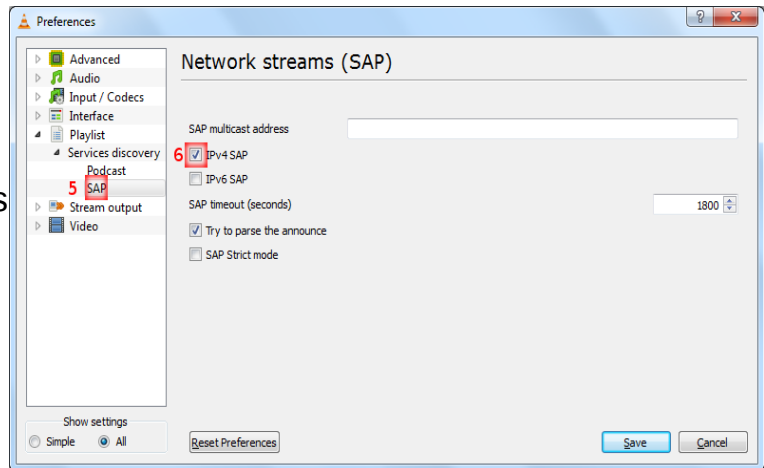 Preferences
?
X
Advanced
Audio
Input / Codecs
Interface
Playlist
Services discovery
Podcast
5 SAP
Stream output
Video
s
Network streams (SAP)
SAP multicast address
6 IPv4 SAP
IPv6 SAP
SAP timeout (seconds) 1800
Try to parse the announce
SAP Strict mode
Show settings
Simple All
Reset Preferences Save Cancel